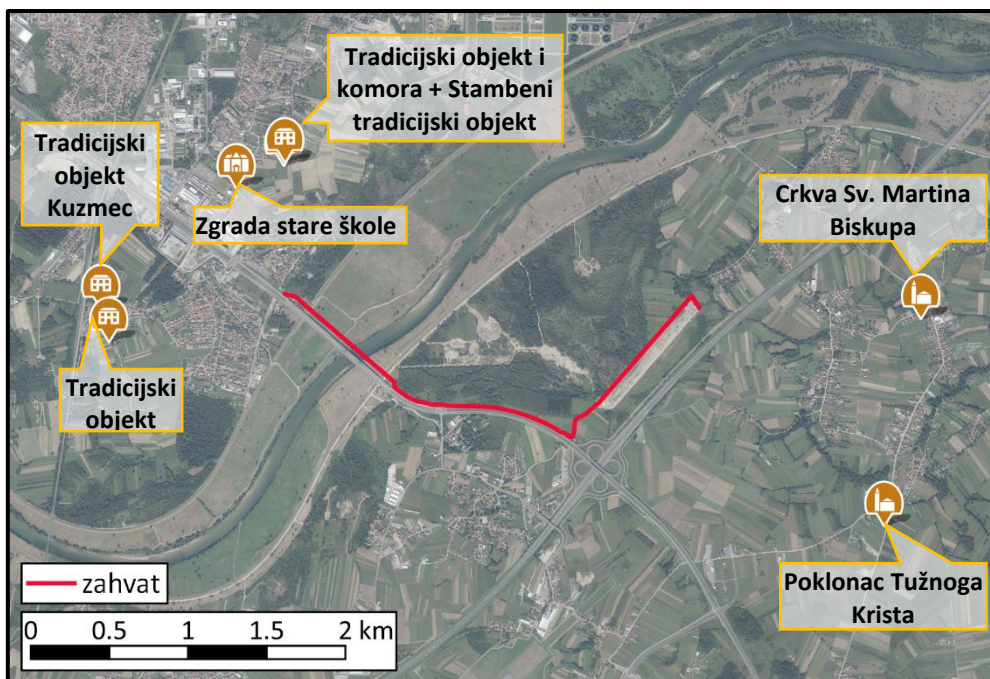 Tradicijski objekt i
komora + Stambeni
tradicijski objekt
Tradicijski
objekt
Kuzmec
Zgrada stare škole
Crkva Sv. Martina
Biskupa
Tradicijski
objekt
Poklonac Tužnoga
Krista
zahvat
0 0.5 1 1.5 2 km